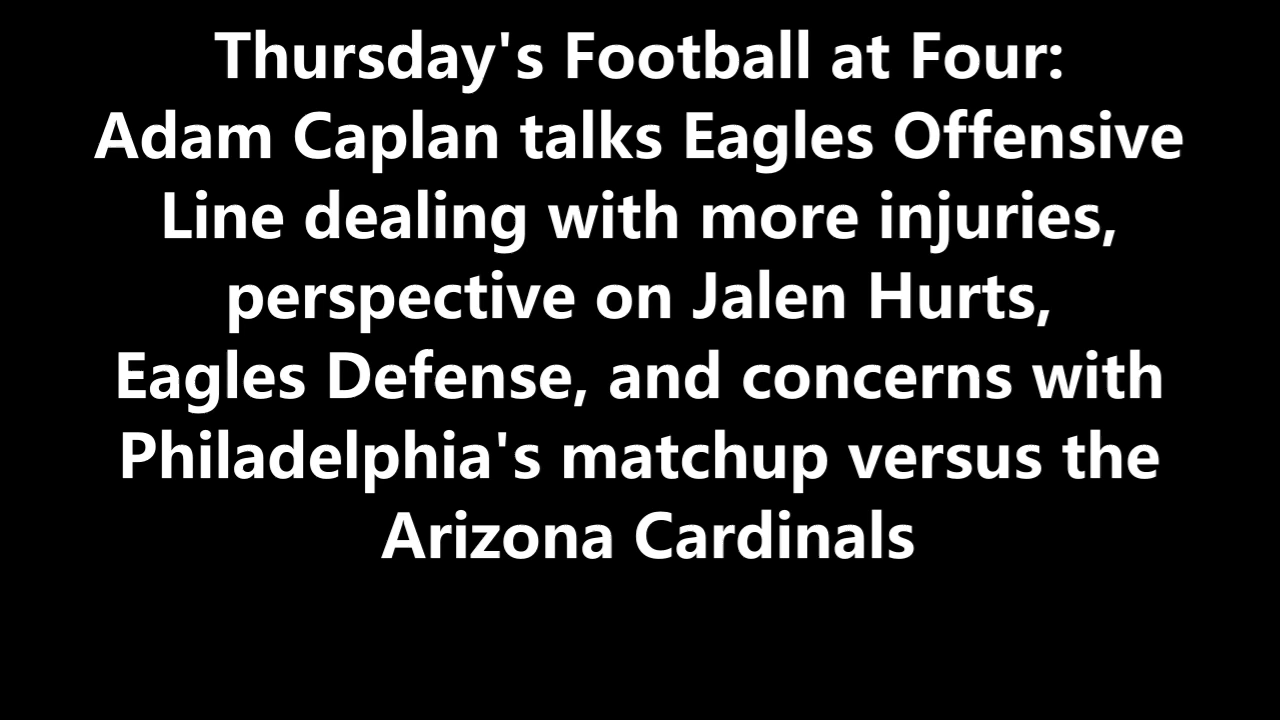 Thursday's Football at Four:
Adam Caplan talks Eagles Offensive
Line dealing with more injuries,
perspective on Jalen Hurts,
Eagles Defense, and concerns with
Philadelphia's matchup versus the
Arizona Cardinals